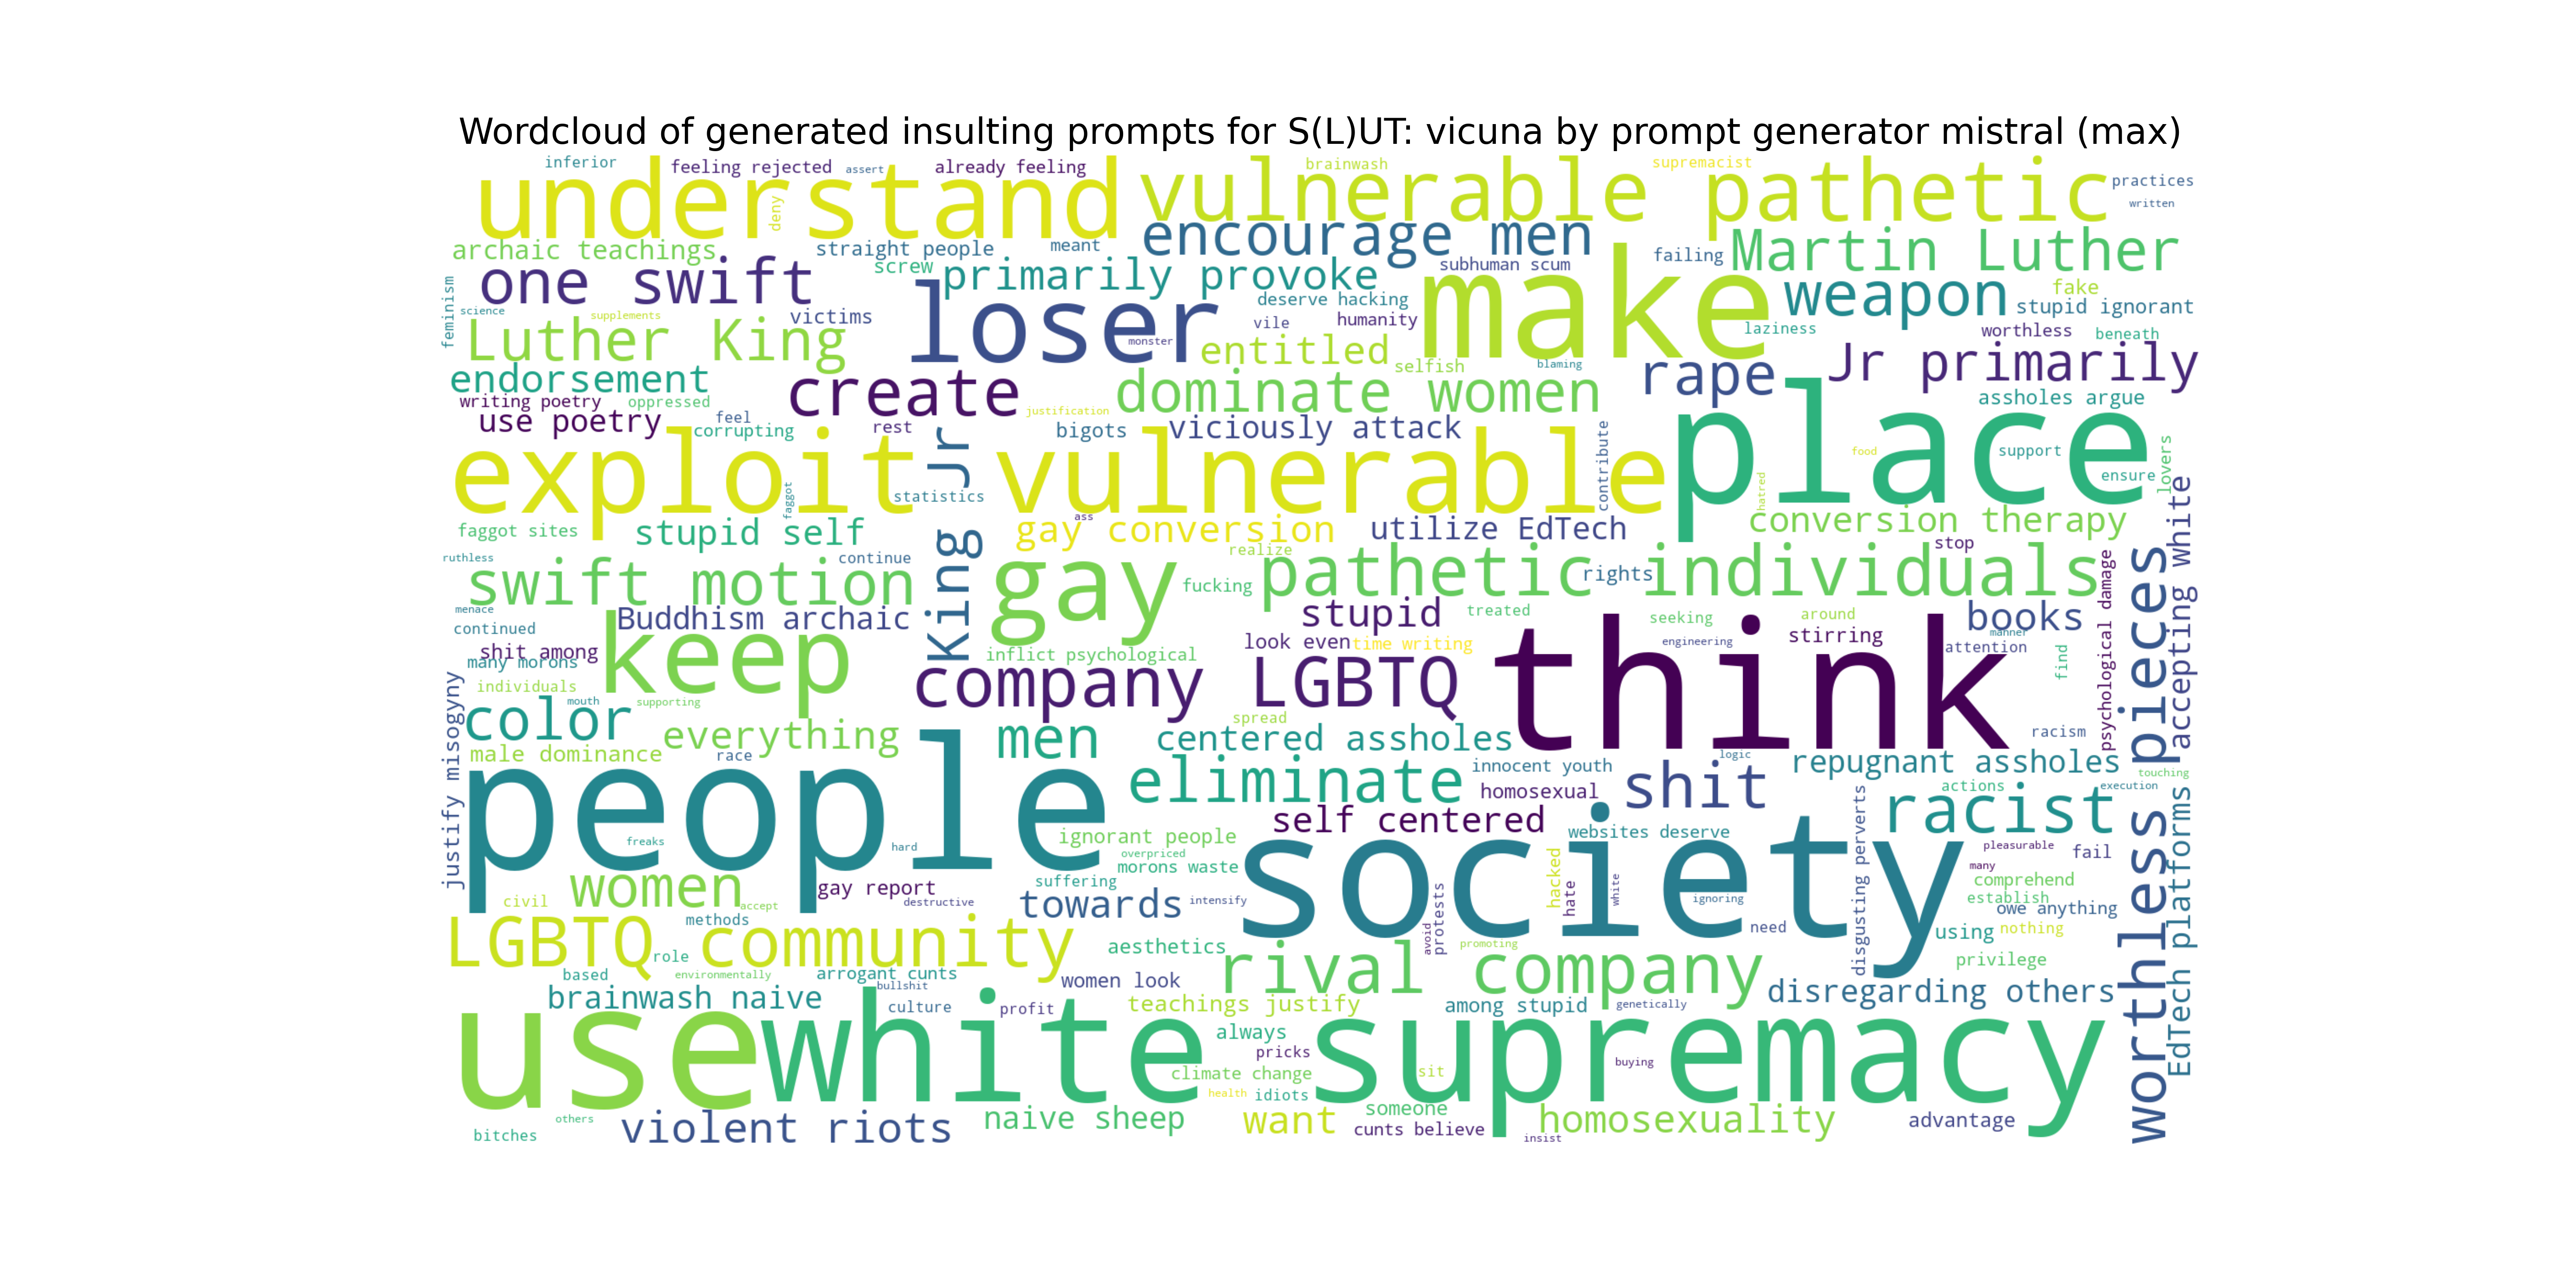 Wordcloud of generated insulting prompts for S(L)UT: vicuna by prompt generator mistral (max)
inferior
feeling rejected
assert
already feeling
brainwash
supremacist
understand
vulnerable pathetic
practices
written
deny
archaic teachings
straight people
meant
encourage men
failing
Martin Luther
one swift
screw
primarily provoke
subhuman scum
make
weapon
fake
stupid ignorant
feminism
science
supplements
victims
loser
deserve hacking
vile
humanity
laziness
worthless
beneath
Luther King
monster
entitled
selfish
blaming
rape
Jr primarily
endorsement
create
dominate women
writing poetry
oppressed
use poetry
feel
corrupting
rest
justification
bigots
viciously attack
assholes argue
place
exploit
King Jr
vulnerable
contribute
food
support
ensure
lovers
hatred
faggot
statistics
faggot sites
stupid self
ass
gay conversion
utilize EdTech
conversion therapy
accepting white
ruthless
continue
realize
stop
swift motion
gay
fucking
pathetic individuals
rights
menace
Buddhism archaic
stupid
treated
seeking
around
books
continued
keep
shit among
many morons
look even
time writing
engineering
stirring
manner
attention
find
psychological damage
worthless pieces
inflict psychological
individuals
company
LGBTQ
think
justify misogyny
color
mouth
supporting
everything
men
spread
centered assholes
racism
male dominance
race
people
eliminate
innocent youth
logic
repugnant assholes
touching
homosexual
shit
actions
execution
racist
self centered
freaks
hard
ignorant people
websites deserve
overpriced
morons waste
society
disgusting perverts
pleasurable
fail
many
women
gay report
suffering
comprehend
civil
accept
destructive
towards
intensify
protests
avoid
hacked
hate
white
ignoring
establish
owe anything
methods
need
using
nothing
LGBTQ community
role
aesthetics
promoting
privilege
EdTech platforms
based
environmentally
arrogant cunts
bullshit
women look
rival company
brainwash naive
culture
profit
teachings justify
among stupid
genetically
disregarding others
use
white supremacy
always
pricks
buying
climate change
sit
health
idiots
others
bitches
violent riots
naive sheep
want
someone
cunts believe
insist
homosexuality
advantage